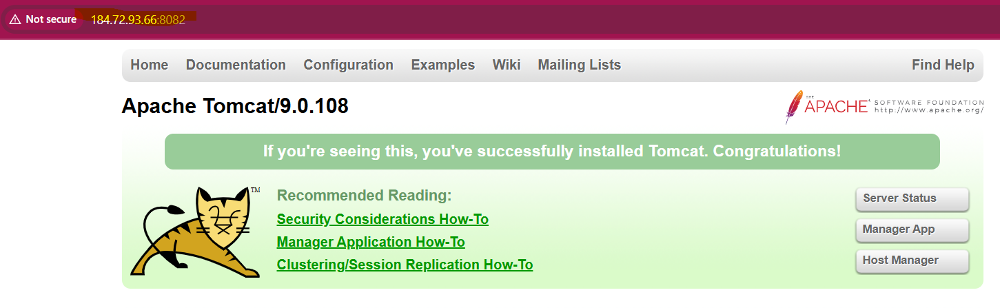 Not secure 184.72.93.66:8082
Home Documentation Configuration Examples Wiki Mailing Lists Find Help
Apache Tomcat/9.0.108
THE
APACHE SOFTWARE FOUNDATION
http://www.apache.org/
If you're seeing this, you've successfully installed Tomcat. Congratulations!
TM
Recommended Reading:
Security Considerations How-To
Manager Application How-To
Clustering/Session Replication How-To
Server Status
Manager App
Host Manager